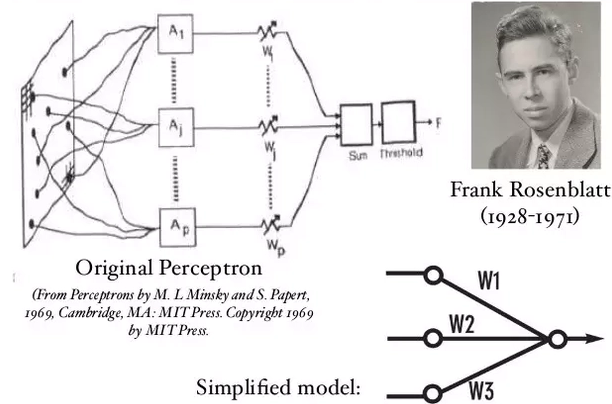 A1
Wi
Aj
Wj
Sum
Threshold
F
Ap
Wp
Frank Rosenblatt
(1928-1971)
Original Perceptron
(From Perceptrons by M. L Minsky and S. Papert,
1969, Cambridge, MA: MIT Press. Copyright 1969
by MIT Press.
W1
W2
W3
Simplified model: